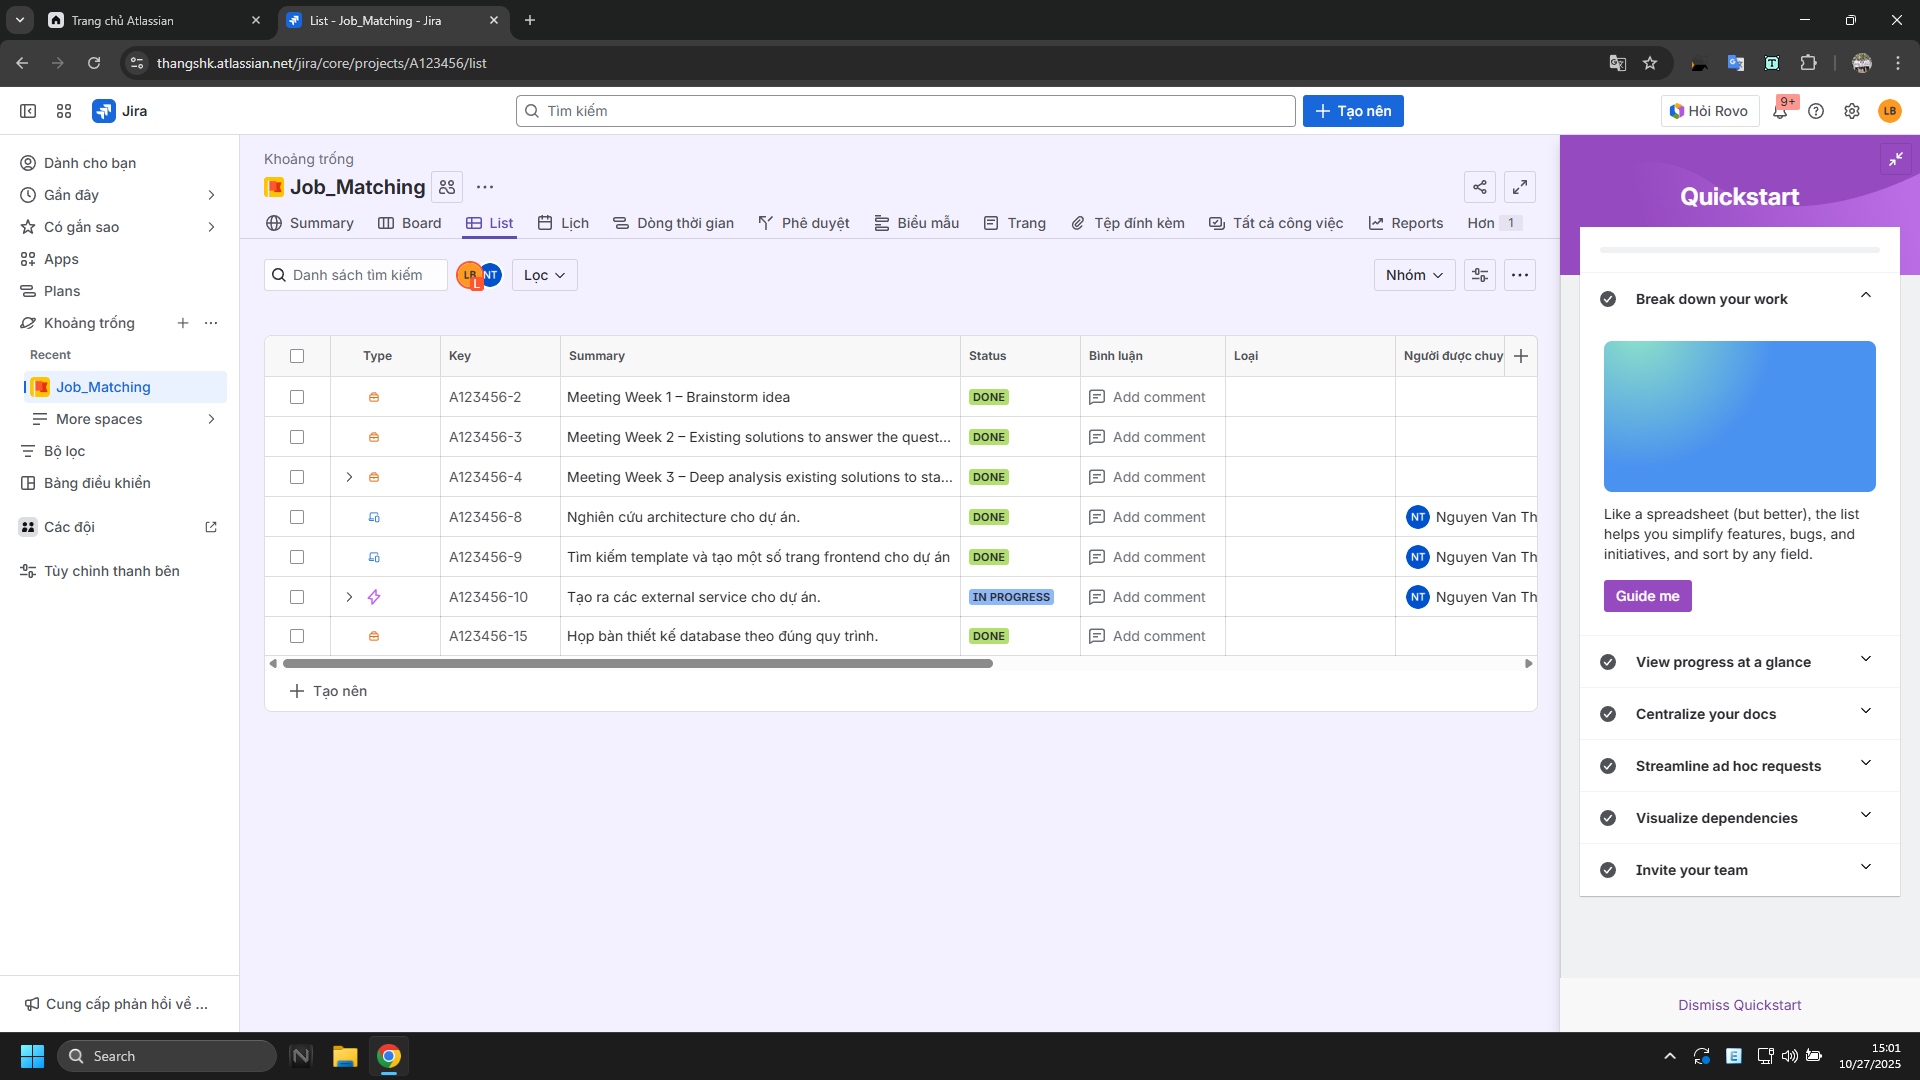 Trang chủ Atlassian
List - Job_Matching - Jira
thangshk.atlassian.net/jira/core/projects/A123456/list
Jira
Tìm kiếm
Tạo nên
Hỏi Rovo
9+
LB
Dành cho bạn
Gần đây
Có gắn sao
Apps
Plans
Khoảng trống
Recent
Job_Matching
More spaces
Bộ lọc
Bảng điều khiển
Các đội
Tùy chỉnh thanh bên
Cung cấp phản hồi về ...
Khoảng trống
Job_Matching
Summary Board List Lịch Dòng thời gian Phê duyệt Biểu mẫu Trang Tệp đính kèm Tất cả công việc Reports Hơn 1
Danh sách tìm kiếm
LB L NT
Lọc
Nhóm
Type Key Summary Status Bình luận Loại Người được chuy
A123456-2 Meeting Week 1 – Brainstorm idea DONE Add comment
A123456-3 Meeting Week 2 – Existing solutions to answer the quest... DONE Add comment
A123456-4 Meeting Week 3 – Deep analysis existing solutions to sta... DONE Add comment
A123456-8 Nghiên cứu architecture cho dự án. DONE Add comment NT Nguyen Van Th
A123456-9 Tìm kiếm template và tạo một số trang frontend cho dự án DONE Add comment NT Nguyen Van Th
A123456-10 Tạo ra các external service cho dự án. IN PROGRESS Add comment NT Nguyen Van Th
A123456-15 Họp bàn thiết kế database theo đúng quy trình. DONE Add comment
Tạo nên
Quickstart
Break down your work
Like a spreadsheet (but better), the list
helps you simplify features, bugs, and
initiatives, and sort by any field.
Guide me
View progress at a glance
Centralize your docs
Streamline ad hoc requests
Visualize dependencies
Invite your team
Dismiss Quickstart
Search
15:01
10/27/2025